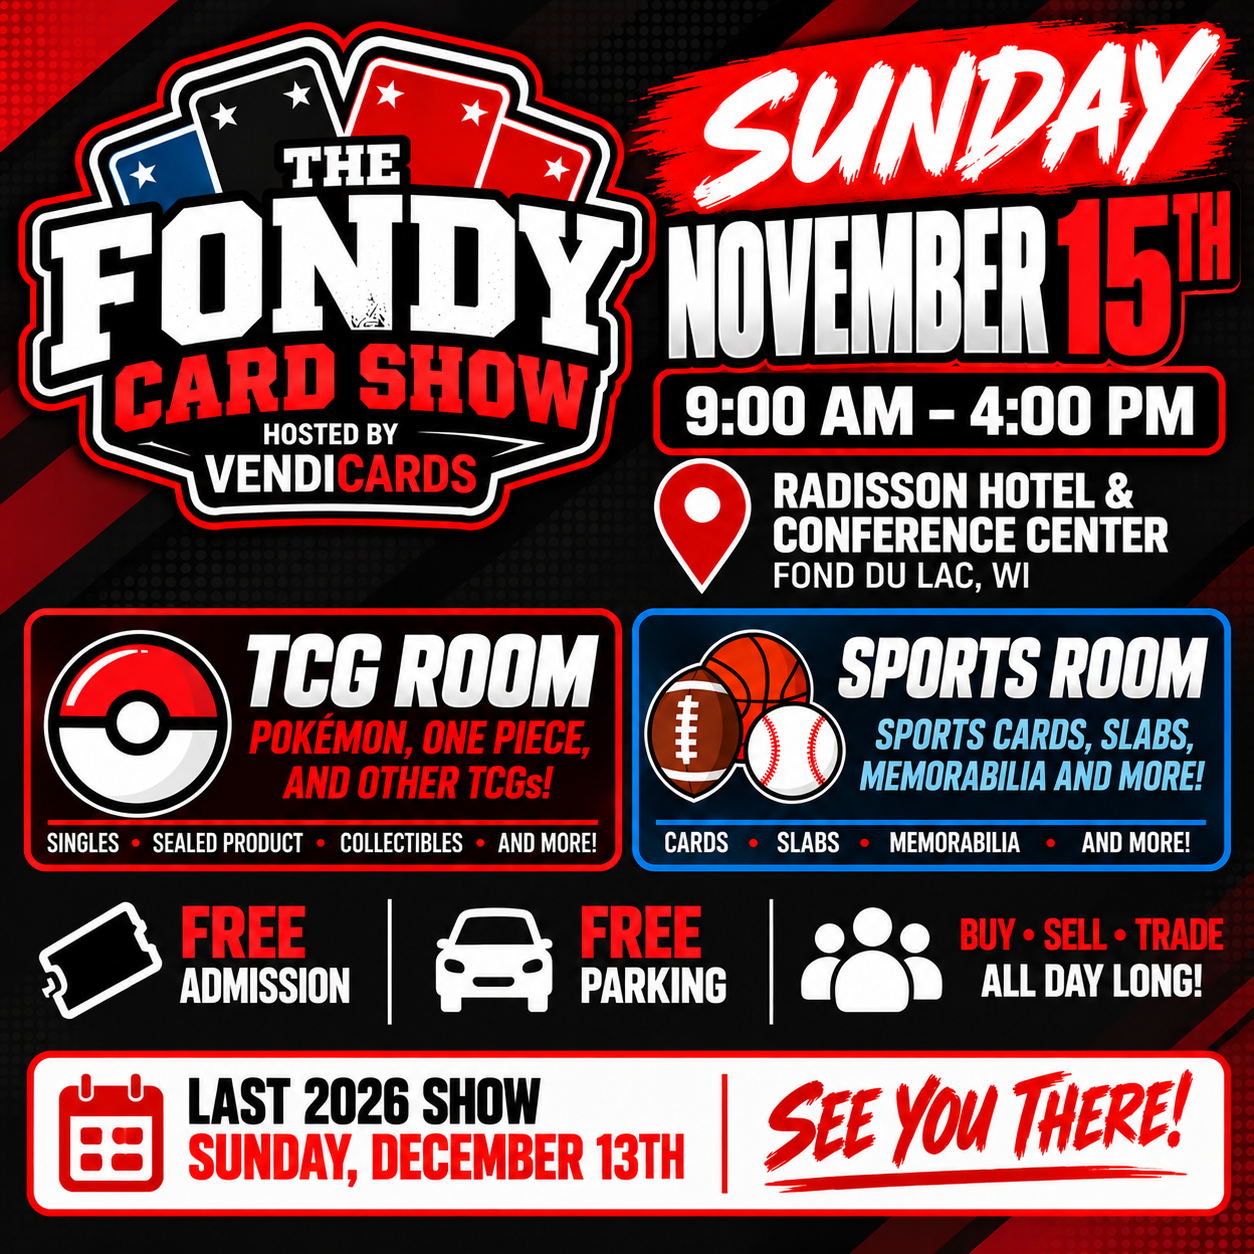 THE
FONDY
CARD SHOW
HOSTED BY
VENDICARDS
SUNDAY
NOVEMBER 15TH
9:00 AM – 4:00 PM
RADISSON HOTEL &
CONFERENCE CENTER
FOND DU LAC, WI
TCG ROOM
POKÉMON, ONE PIECE,
AND OTHER TCGs!
SINGLES • SEALED PRODUCT • COLLECTIBLES • AND MORE!
SPORTS ROOM
SPORTS CARDS, SLABS,
MEMORABILIA AND MORE!
CARDS • SLABS • MEMORABILIA • AND MORE!
FREE
ADMISSION
FREE
PARKING
BUY • SELL • TRADE
ALL DAY LONG!
LAST 2026 SHOW
SUNDAY, DECEMBER 13TH
SEE YOU THERE!